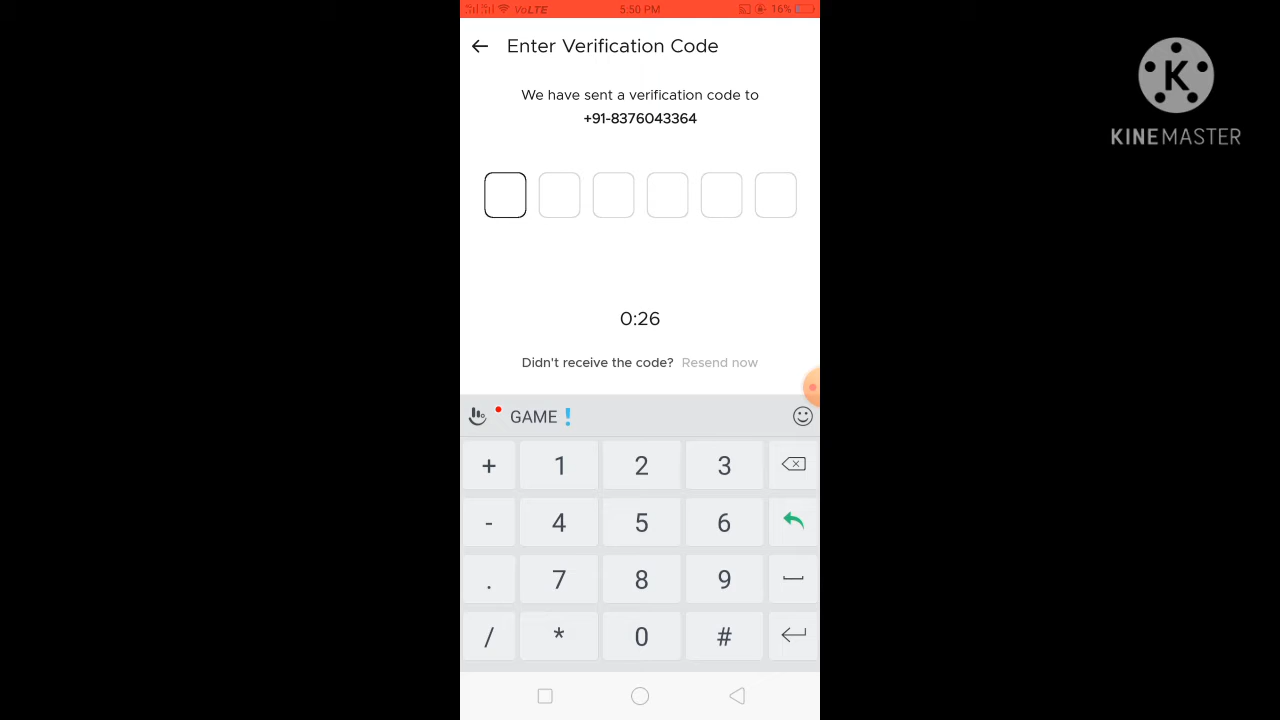 VoLTE 5:50 PM 16%
Enter Verification Code
We have sent a verification code to
+91-8376043364
K
KINEMASTER
0:26
Didn't receive the code? Resend now
GAME❗
+ 1 2 3
- 4 5 6
. 7 8 9
/ * 0 #